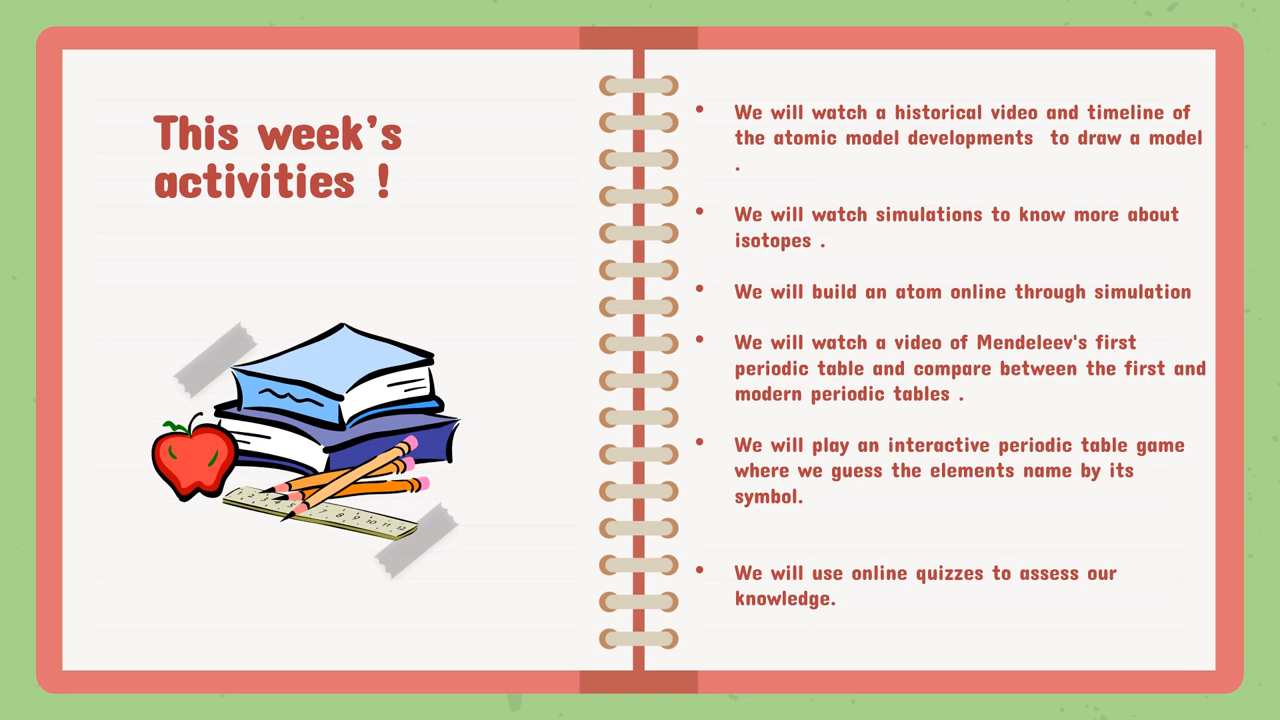 This week’s
activities !
• We will watch a historical video and timeline of
the atomic model developments  to draw a model
.
• We will watch simulations to know more about
isotopes .
• We will build an atom online through simulation
• We will watch a video of Mendeleev's first
periodic table and compare between the first and
modern periodic tables .
• We will play an interactive periodic table game
where we guess the elements name by its
symbol.
• We will use online quizzes to assess our
knowledge.